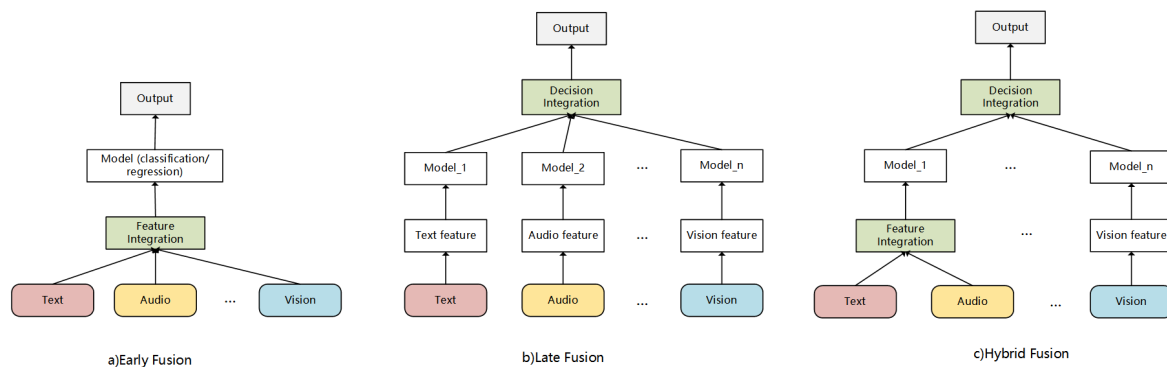 Output
Model (classification/
regression)
Feature
Integration
Text
Audio
...
Vision
a)Early Fusion
Output
Decision
Integration
Model_1
Model_2
...
Model_n
Text feature
Audio feature
...
Vision feature
Text
Audio
...
Vision
b)Late Fusion
Output
Decision
Integration
Model_1
...
Model_n
Feature
Integration
...
Vision feature
Text
Audio
...
Vision
c)Hybrid Fusion